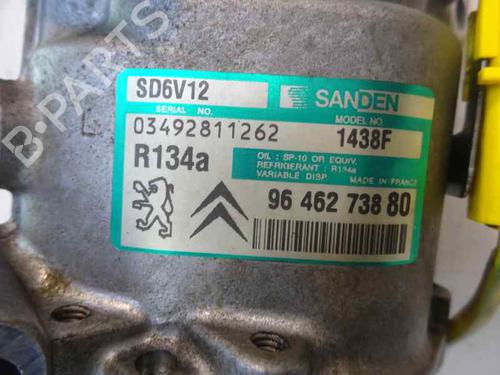 B-PARTS
SD6V12
SANDEN
SERIAL NO.
MODEL NO.
03492811262
1438F
R134a
OIL : SP-10 OR EQUIV.
REFRIGERANT : R134a
VARIABLE DISP.
MADE IN FRANCE
96 462 738 80